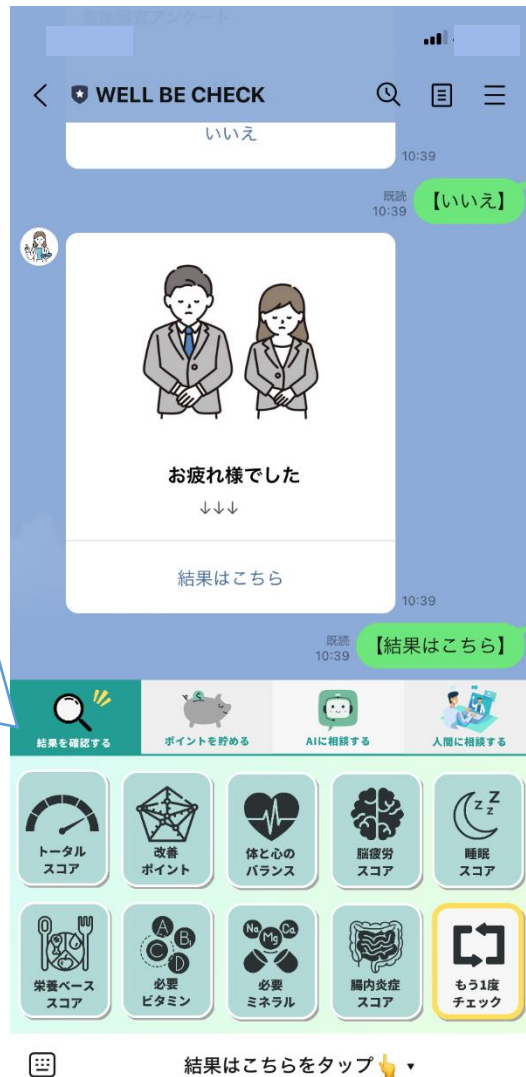 WELL BE CHECK
いいえ
10:39
既読
10:39
【いいえ】
お疲れ様でした
↓↓↓
結果はこちら
10:39
既読
10:39
【結果はこちら】
結果を確認する
ポイントを貯める
AIに相談する
人間に相談する
トータル
スコア
改善
ポイント
体と心の
バランス
脳疲労
スコア
z z Z
睡眠
スコア
栄養ベース
スコア
A B₁ C D
必要
ビタミン
Na Mg Ca
必要
ミネラル
腸内炎症
スコア
もう1度
チェック
結果はこちらをタップ👆 ▾